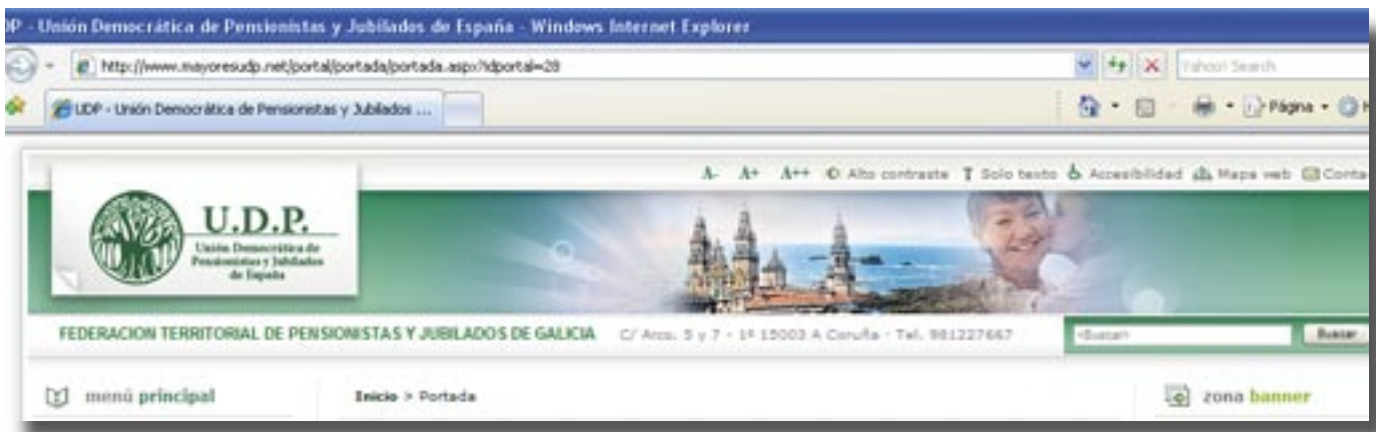 DP - Unión Democrática de Pensionistas y Jubilados de España - Windows Internet Explorer
http://www.mayoresudp.net/portal/portada/portada.aspx?idportal=28
Yahoo! Search
UDP - Unión Democrática de Pensionistas y Jubilados ...
Página
A- A+ A++ Alto contraste T Solo texto Accesibilidad Mapa web Conta
U.D.P.
Unión Democrática de
Pensionistas y Jubilados
de España
FEDERACION TERRITORIAL DE PENSIONISTAS Y JUBILADOS DE GALICIA C/ Arco, 5 y 7 - 1º 15003 A Coruña - Tel. 981227667
<Buscar> Buscar
menú principal
Inicio > Portada
zona banner